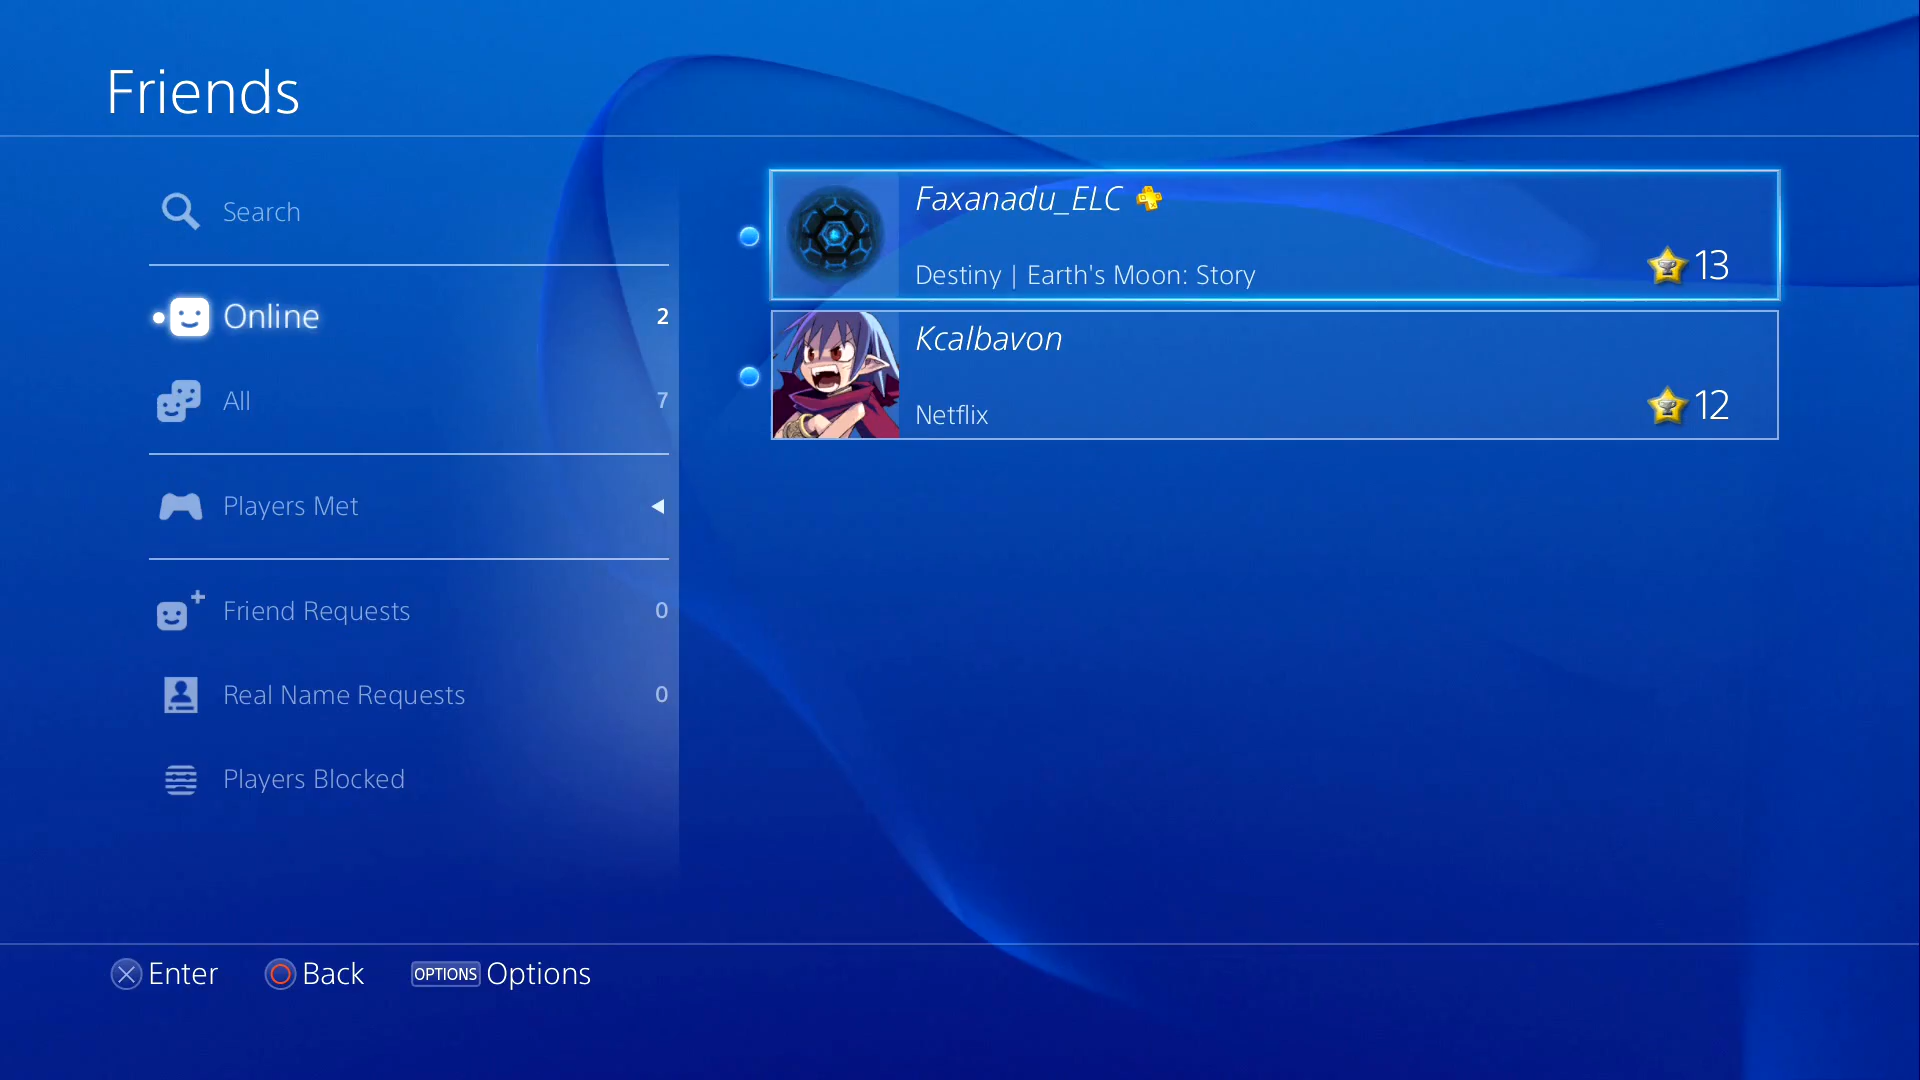 Friends
Search
Online 2
All 7
Players Met
Friend Requests 0
Real Name Requests 0
Players Blocked
Faxanadu_ELC
Destiny | Earth's Moon: Story
13
Kcalbavon
Netflix
12
Enter Back OPTIONS Options